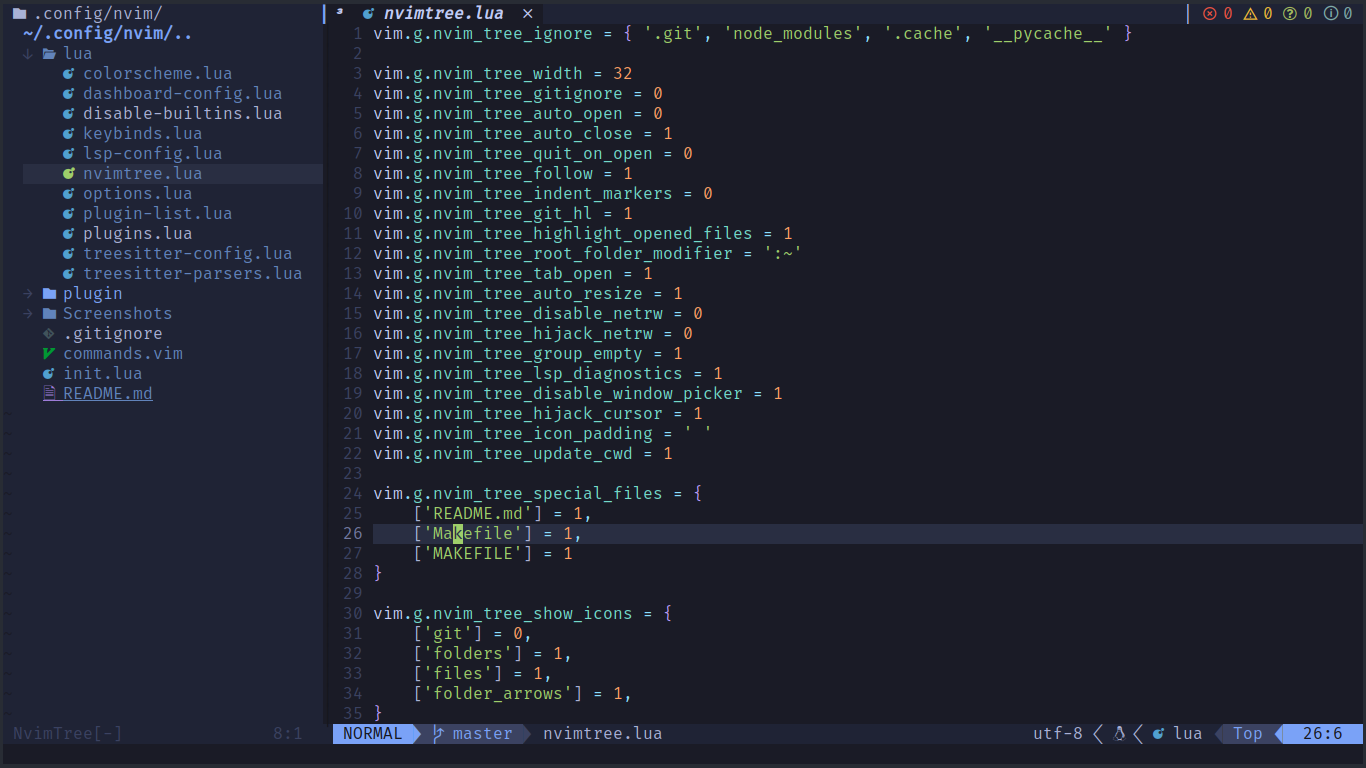 .config/nvim/
~/.config/nvim/..
lua
colorscheme.lua
dashboard-config.lua
disable-builtins.lua
keybinds.lua
lsp-config.lua
nvimtree.lua
options.lua
plugin-list.lua
plugins.lua
treesitter-config.lua
treesitter-parsers.lua
plugin
Screenshots
.gitignore
commands.vim
init.lua
README.md
NvimTree[-] 8:1
³ nvimtree.lua × 0 0 0 0
1 vim.g.nvim_tree_ignore = { '.git', 'node_modules', '.cache', '__pycache__' }
2
3 vim.g.nvim_tree_width = 32
4 vim.g.nvim_tree_gitignore = 0
5 vim.g.nvim_tree_auto_open = 0
6 vim.g.nvim_tree_auto_close = 1
7 vim.g.nvim_tree_quit_on_open = 0
8 vim.g.nvim_tree_follow = 1
9 vim.g.nvim_tree_indent_markers = 0
10 vim.g.nvim_tree_git_hl = 1
11 vim.g.nvim_tree_highlight_opened_files = 1
12 vim.g.nvim_tree_root_folder_modifier = ':~'
13 vim.g.nvim_tree_tab_open = 1
14 vim.g.nvim_tree_auto_resize = 1
15 vim.g.nvim_tree_disable_netrw = 0
16 vim.g.nvim_tree_hijack_netrw = 0
17 vim.g.nvim_tree_group_empty = 1
18 vim.g.nvim_tree_lsp_diagnostics = 1
19 vim.g.nvim_tree_disable_window_picker = 1
20 vim.g.nvim_tree_hijack_cursor = 1
21 vim.g.nvim_tree_icon_padding = ' '
22 vim.g.nvim_tree_update_cwd = 1
23
24 vim.g.nvim_tree_special_files = {
25 ['README.md'] = 1,
26 ['Makefile'] = 1,
27 ['MAKEFILE'] = 1
28 }
29
30 vim.g.nvim_tree_show_icons = {
31 ['git'] = 0,
32 ['folders'] = 1,
33 ['files'] = 1,
34 ['folder_arrows'] = 1,
35 }
NORMAL master nvimtree.lua utf-8 lua Top 26:6